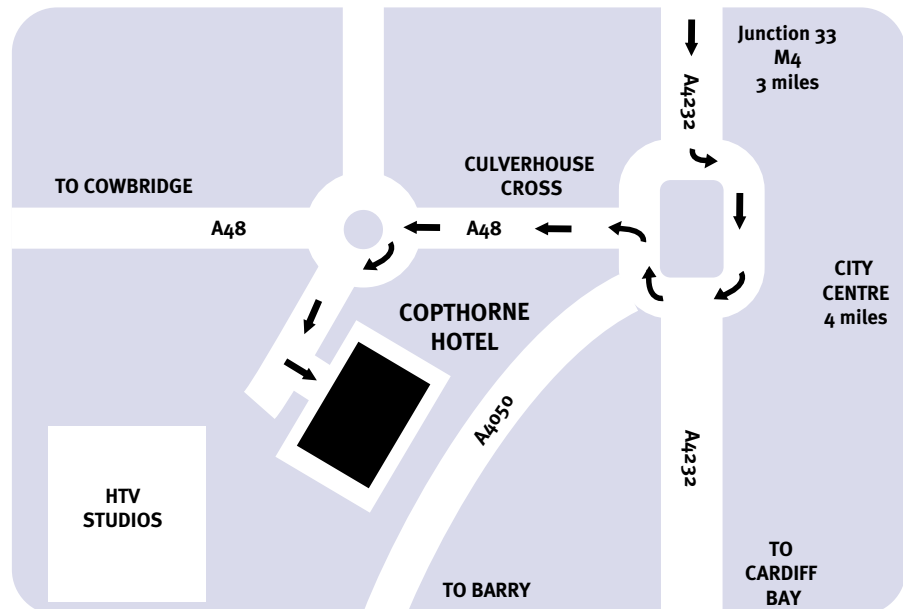 Junction 33
M4
3 miles
A4232
CULVERHOUSE
CROSS
TO COWBRIDGE
A48
A48
CITY
CENTRE
4 miles
COPTHORNE
HOTEL
A4050
A4232
HTV
STUDIOS
TO BARRY
TO
CARDIFF
BAY